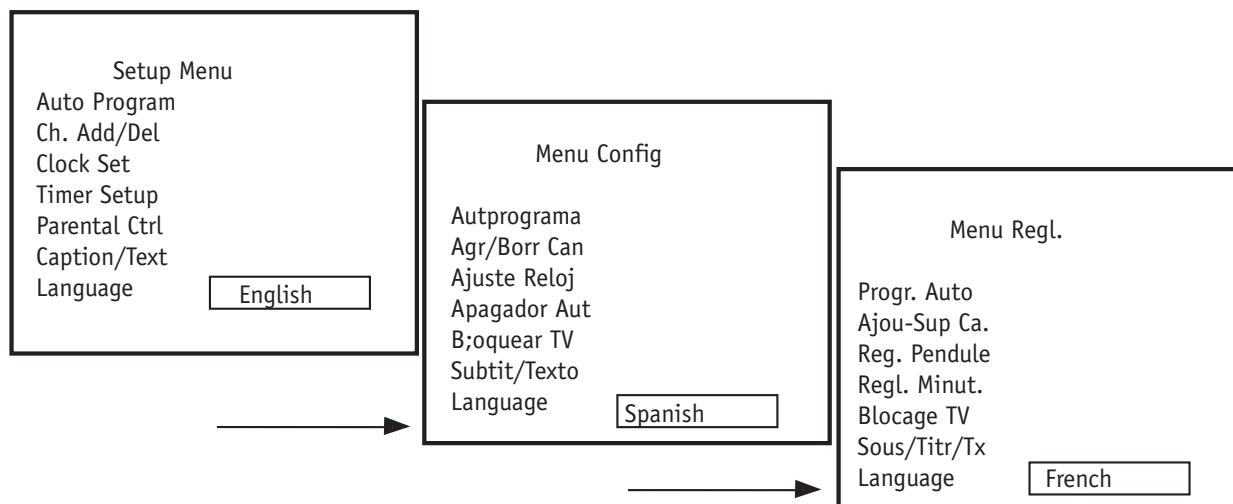 Setup Menu
Auto Program
Ch. Add/Del
Clock Set
Timer Setup
Parental Ctrl
Caption/Text
Language English
Menu Config
Autprograma
Agr/Borr Can
Ajuste Reloj
Apagador Aut
B;oquear TV
Subtit/Texto
Language Spanish
Menu Regl.
Progr. Auto
Ajou-Sup Ca.
Reg. Pendule
Regl. Minut.
Blocage TV
Sous/Titr/Tx
Language French